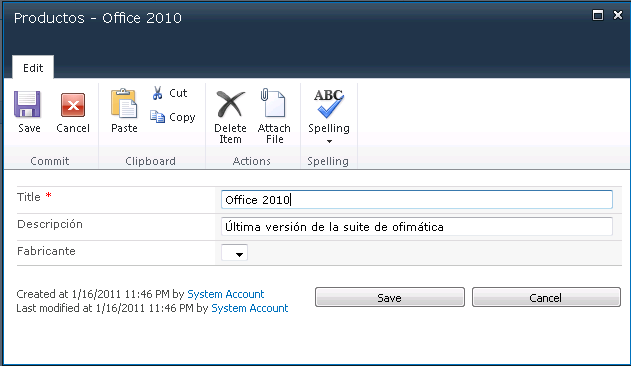 Productos - Office 2010
Edit
Save
Cancel
Paste
Cut
Copy
Delete Item
Attach File
ABC
Spelling
Commit
Clipboard
Actions
Spelling
Title *
Office 2010
Descripción
Última versión de la suite de ofimática
Fabricante
Created at 1/16/2011 11:46 PM by System Account
Last modified at 1/16/2011 11:46 PM by System Account
Save
Cancel